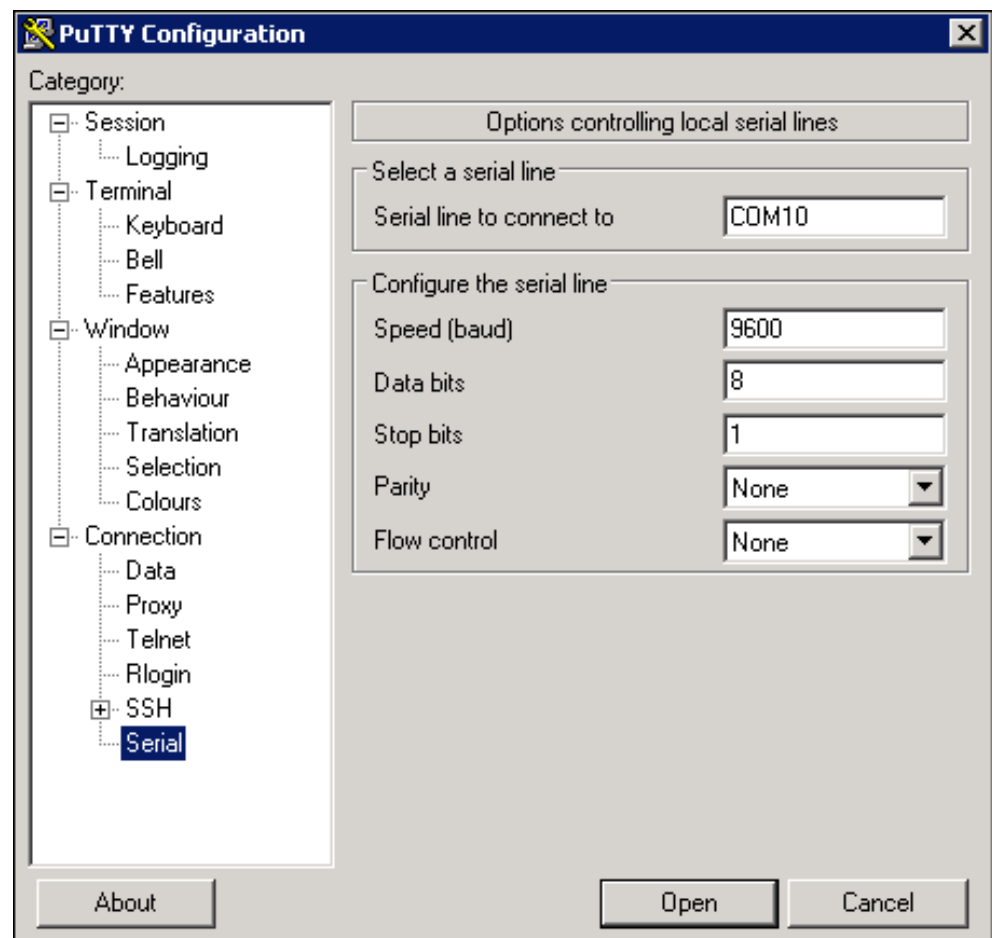 PuTTY Configuration
Category:
Session
Logging
Terminal
Keyboard
Bell
Features
Window
Appearance
Behaviour
Translation
Selection
Colours
Connection
Data
Proxy
Telnet
Rlogin
SSH
Serial
Options controlling local serial lines
Select a serial line
Serial line to connect to COM10
Configure the serial line
Speed (baud) 9600
Data bits 8
Stop bits 1
Parity None
Flow control None
About Open Cancel